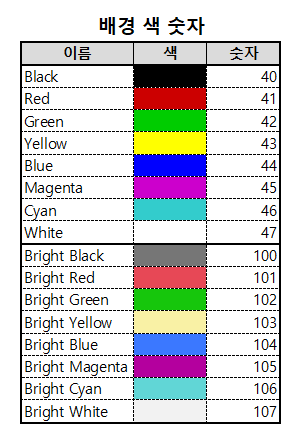 배경 색 숫자
이름 색 숫자
Black 40
Red 41
Green 42
Yellow 43
Blue 44
Magenta 45
Cyan 46
White 47
Bright Black 100
Bright Red 101
Bright Green 102
Bright Yellow 103
Bright Blue 104
Bright Magenta 105
Bright Cyan 106
Bright White 107